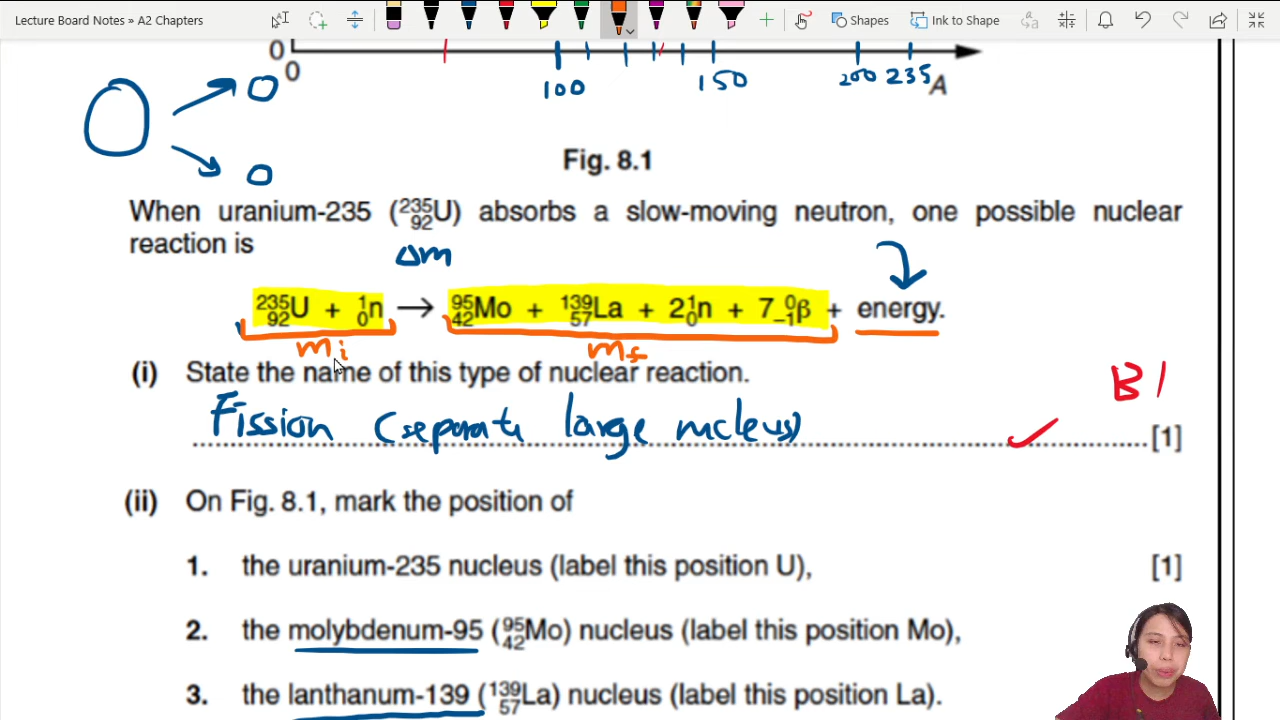 Lecture Board Notes » A2 Chapters
Shapes
Ink to Shape
0
0
100
150
200 235
A
Fig. 8.1
When uranium-235 (²³⁵₉₂U) absorbs a slow-moving neutron, one possible nuclear
reaction is
Δm
²³⁵₉₂U + ¹₀n → ⁹⁵₄₂Mo + ¹³⁹₅₇La + 2¹₀n + 7⁰₋₁β + energy.
mᵢ
m_f
(i) State the name of this type of nuclear reaction.
B1
Fission (separate large nucleus) [1]
(ii) On Fig. 8.1, mark the position of
1. the uranium-235 nucleus (label this position U), [1]
2. the molybdenum-95 (⁹⁵₄₂Mo) nucleus (label this position Mo),
3. the lanthanum-139 (¹³⁹₅₇La) nucleus (label this position La).